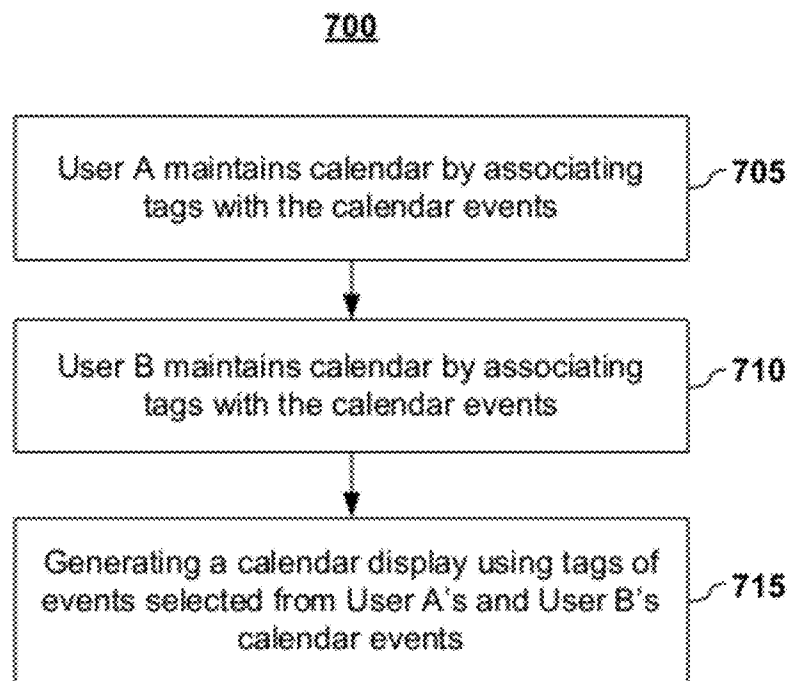 700
User A maintains calendar by associating
tags with the calendar events
705
User B maintains calendar by associating
tags with the calendar events
710
Generating a calendar display using tags of
events selected from User A's and User B's
calendar events
715